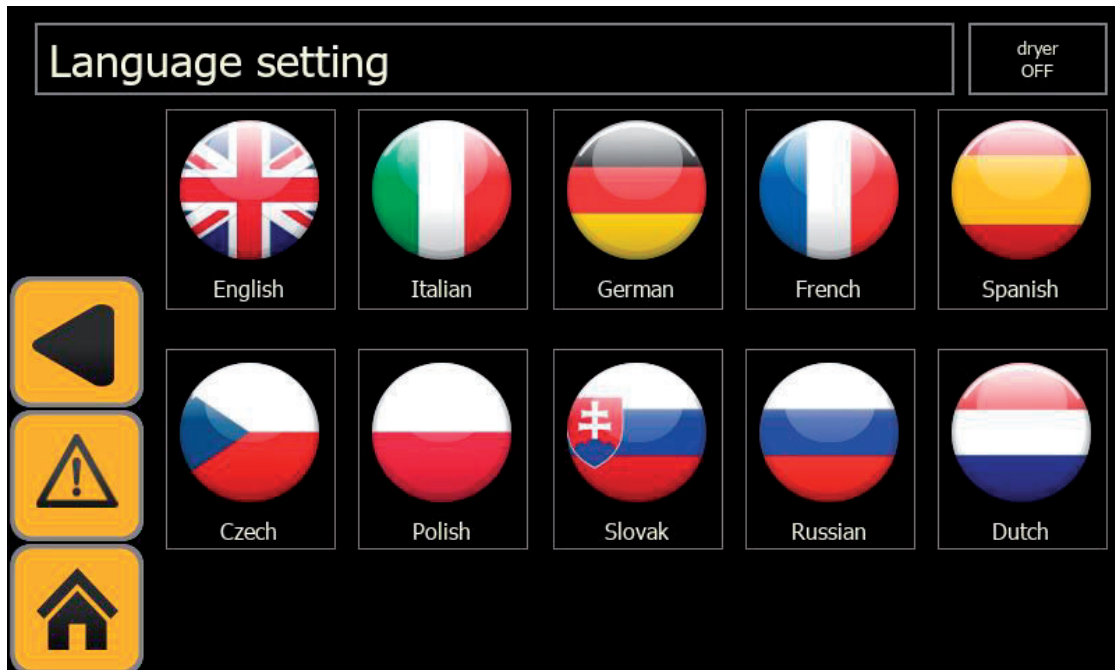 Language setting
dryer
OFF
English
Italian
German
French
Spanish
Czech
Polish
Slovak
Russian
Dutch